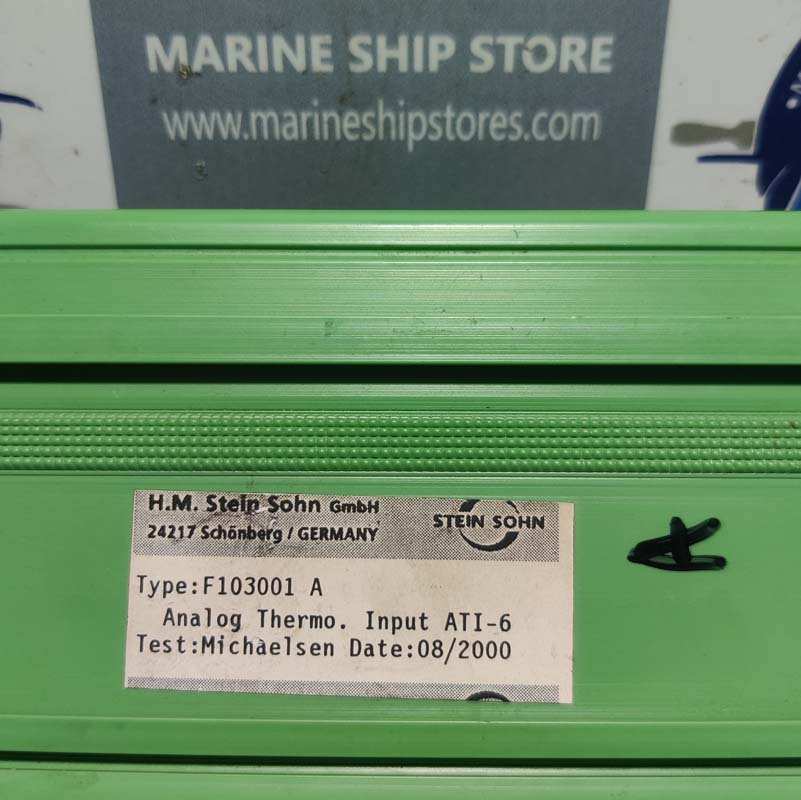 MARINE SHIP STORE
www.marineshipstores.com
H.M. Stein Sohn GmbH
24217 Schönberg / GERMANY
STEIN SOHN
Type:F103001 A
Analog Thermo. Input ATI-6
Test:Michaelsen Date:08/2000